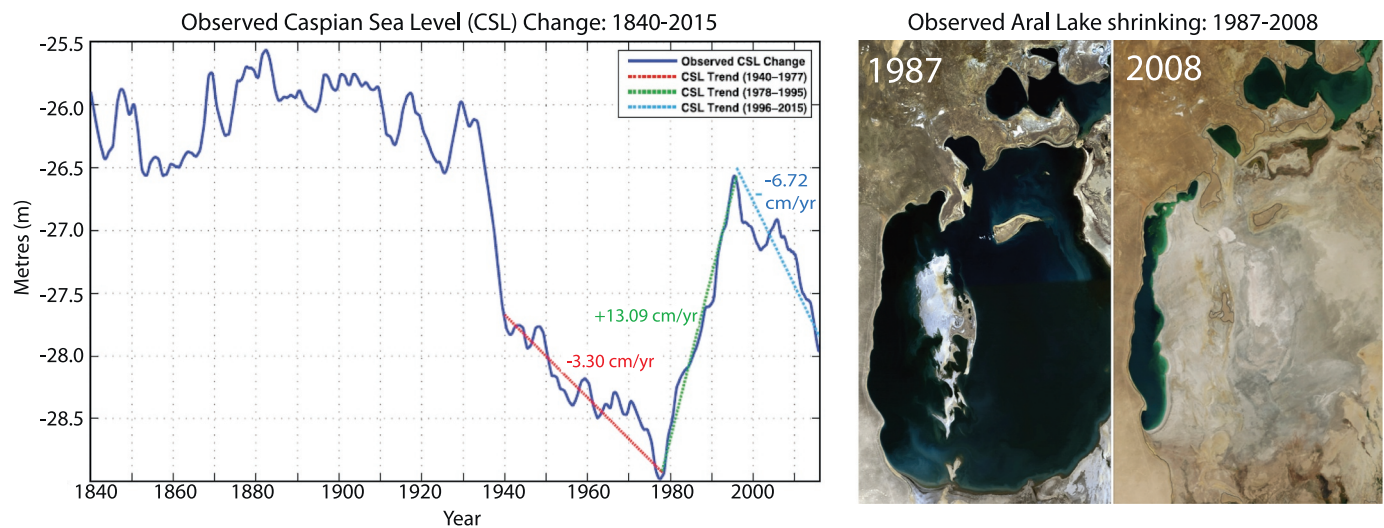 Observed Caspian Sea Level (CSL) Change: 1840-2015
-25.5
-26.0
-26.5
-27.0
-27.5
-28.0
-28.5
Metres (m)
Observed CSL Change
CSL Trend (1940–1977)
CSL Trend (1978–1995)
CSL Trend (1996–2015)
-6.72
cm/yr
+13.09 cm/yr
-3.30 cm/yr
1840 1860 1880 1900 1920 1940 1960 1980 2000
Year
Observed Aral Lake shrinking: 1987-2008
1987
2008